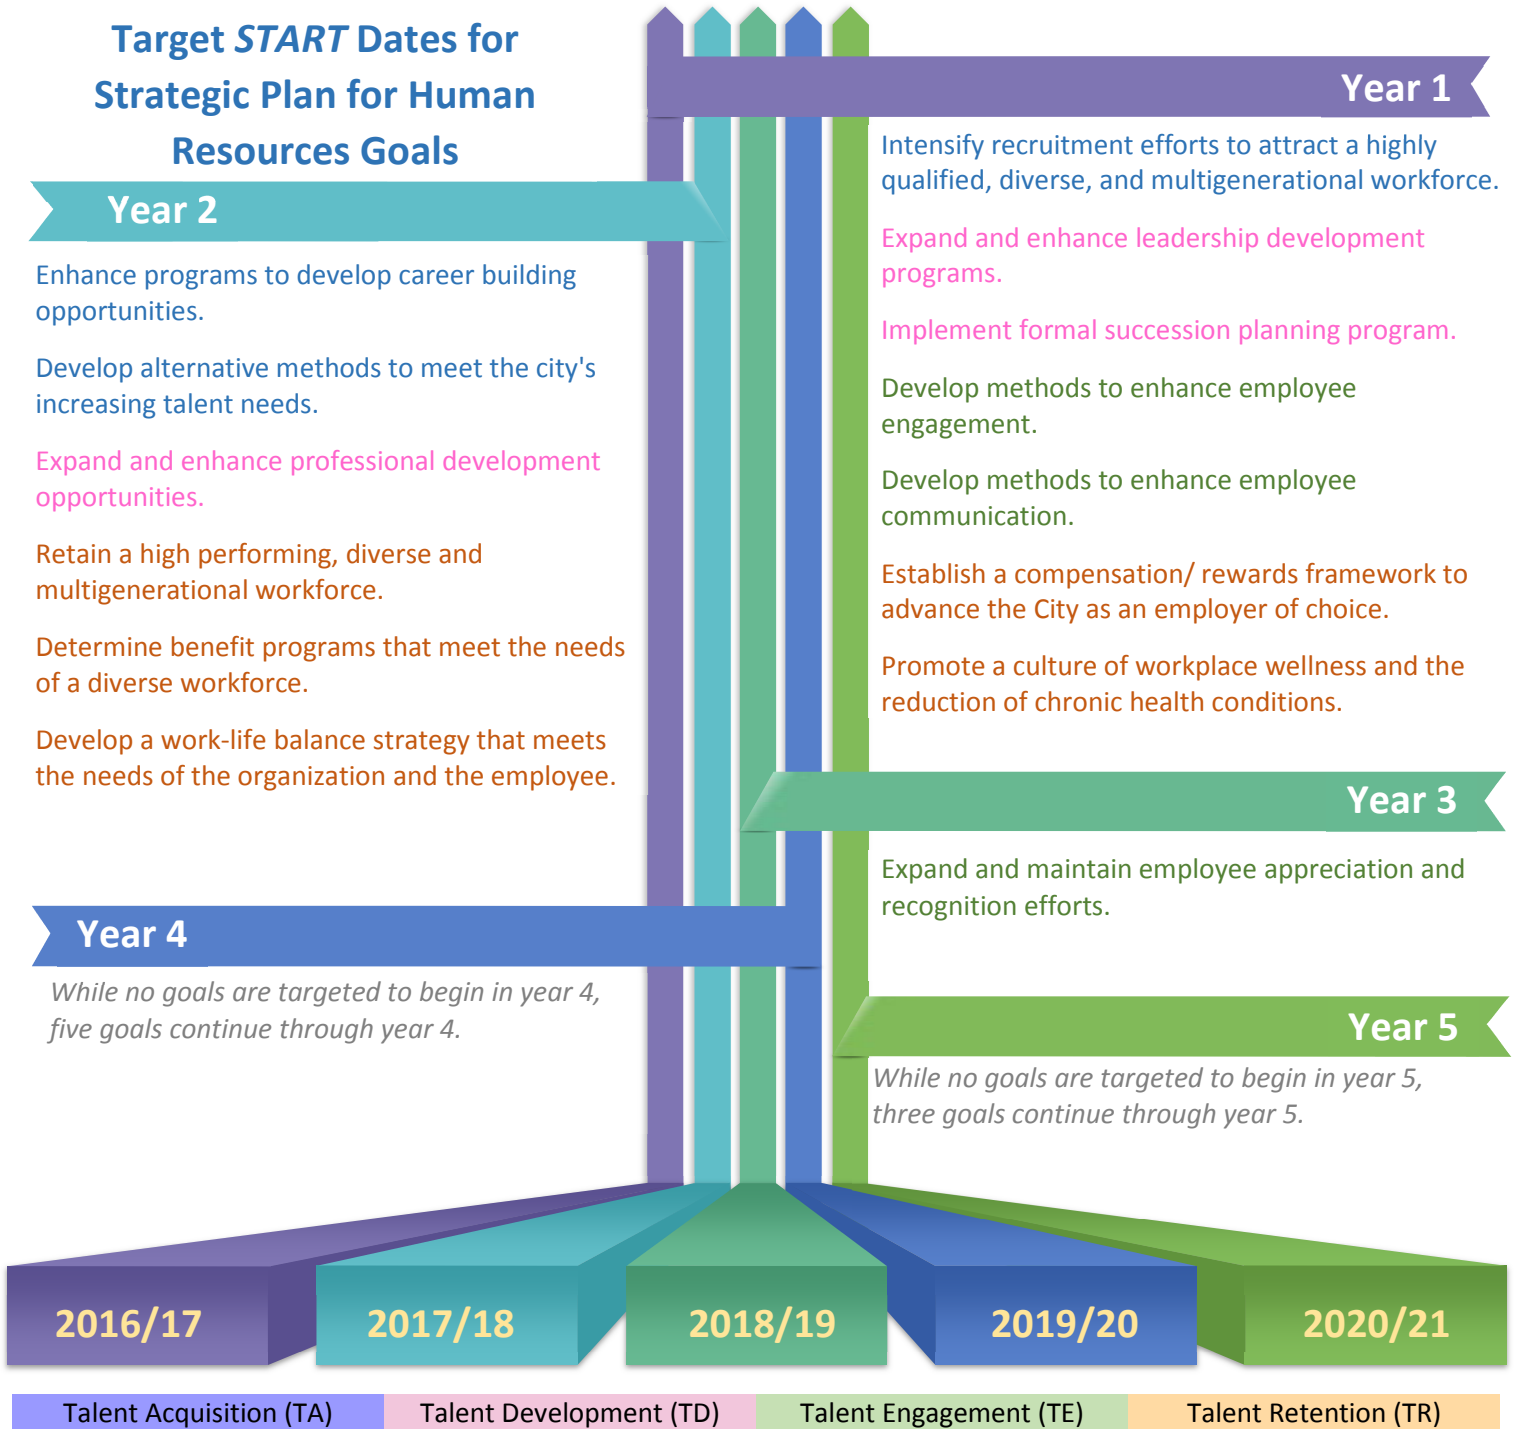 Target START Dates for
Strategic Plan for Human
Resources Goals
Year 1
Intensify recruitment efforts to attract a highly
qualified, diverse, and multigenerational workforce.
Expand and enhance leadership development
programs.
Implement formal succession planning program.
Develop methods to enhance employee
engagement.
Develop methods to enhance employee
communication.
Establish a compensation/ rewards framework to
advance the City as an employer of choice.
Promote a culture of workplace wellness and the
reduction of chronic health conditions.
Year 2
Enhance programs to develop career building
opportunities.
Develop alternative methods to meet the city's
increasing talent needs.
Expand and enhance professional development
opportunities.
Retain a high performing, diverse and
multigenerational workforce.
Determine benefit programs that meet the needs
of a diverse workforce.
Develop a work-life balance strategy that meets
the needs of the organization and the employee.
Year 3
Expand and maintain employee appreciation and
recognition efforts.
Year 4
While no goals are targeted to begin in year 4,
five goals continue through year 4.
Year 5
While no goals are targeted to begin in year 5,
three goals continue through year 5.
2016/17
2017/18
2018/19
2019/20
2020/21
Talent Acquisition (TA)
Talent Development (TD)
Talent Engagement (TE)
Talent Retention (TR)